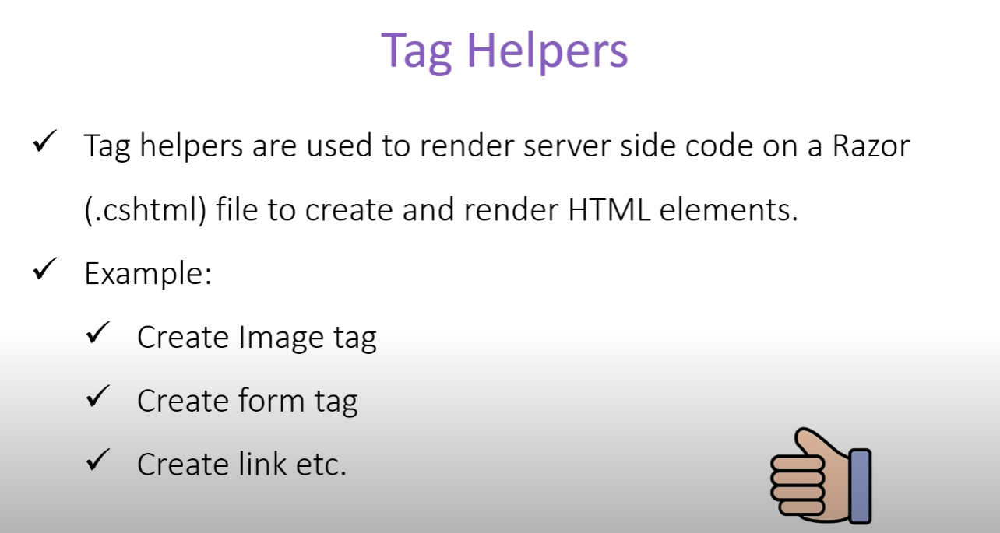 Tag Helpers
Tag helpers are used to render server side code on a Razor
(.cshtml) file to create and render HTML elements.
Example:
Create Image tag
Create form tag
Create link etc.